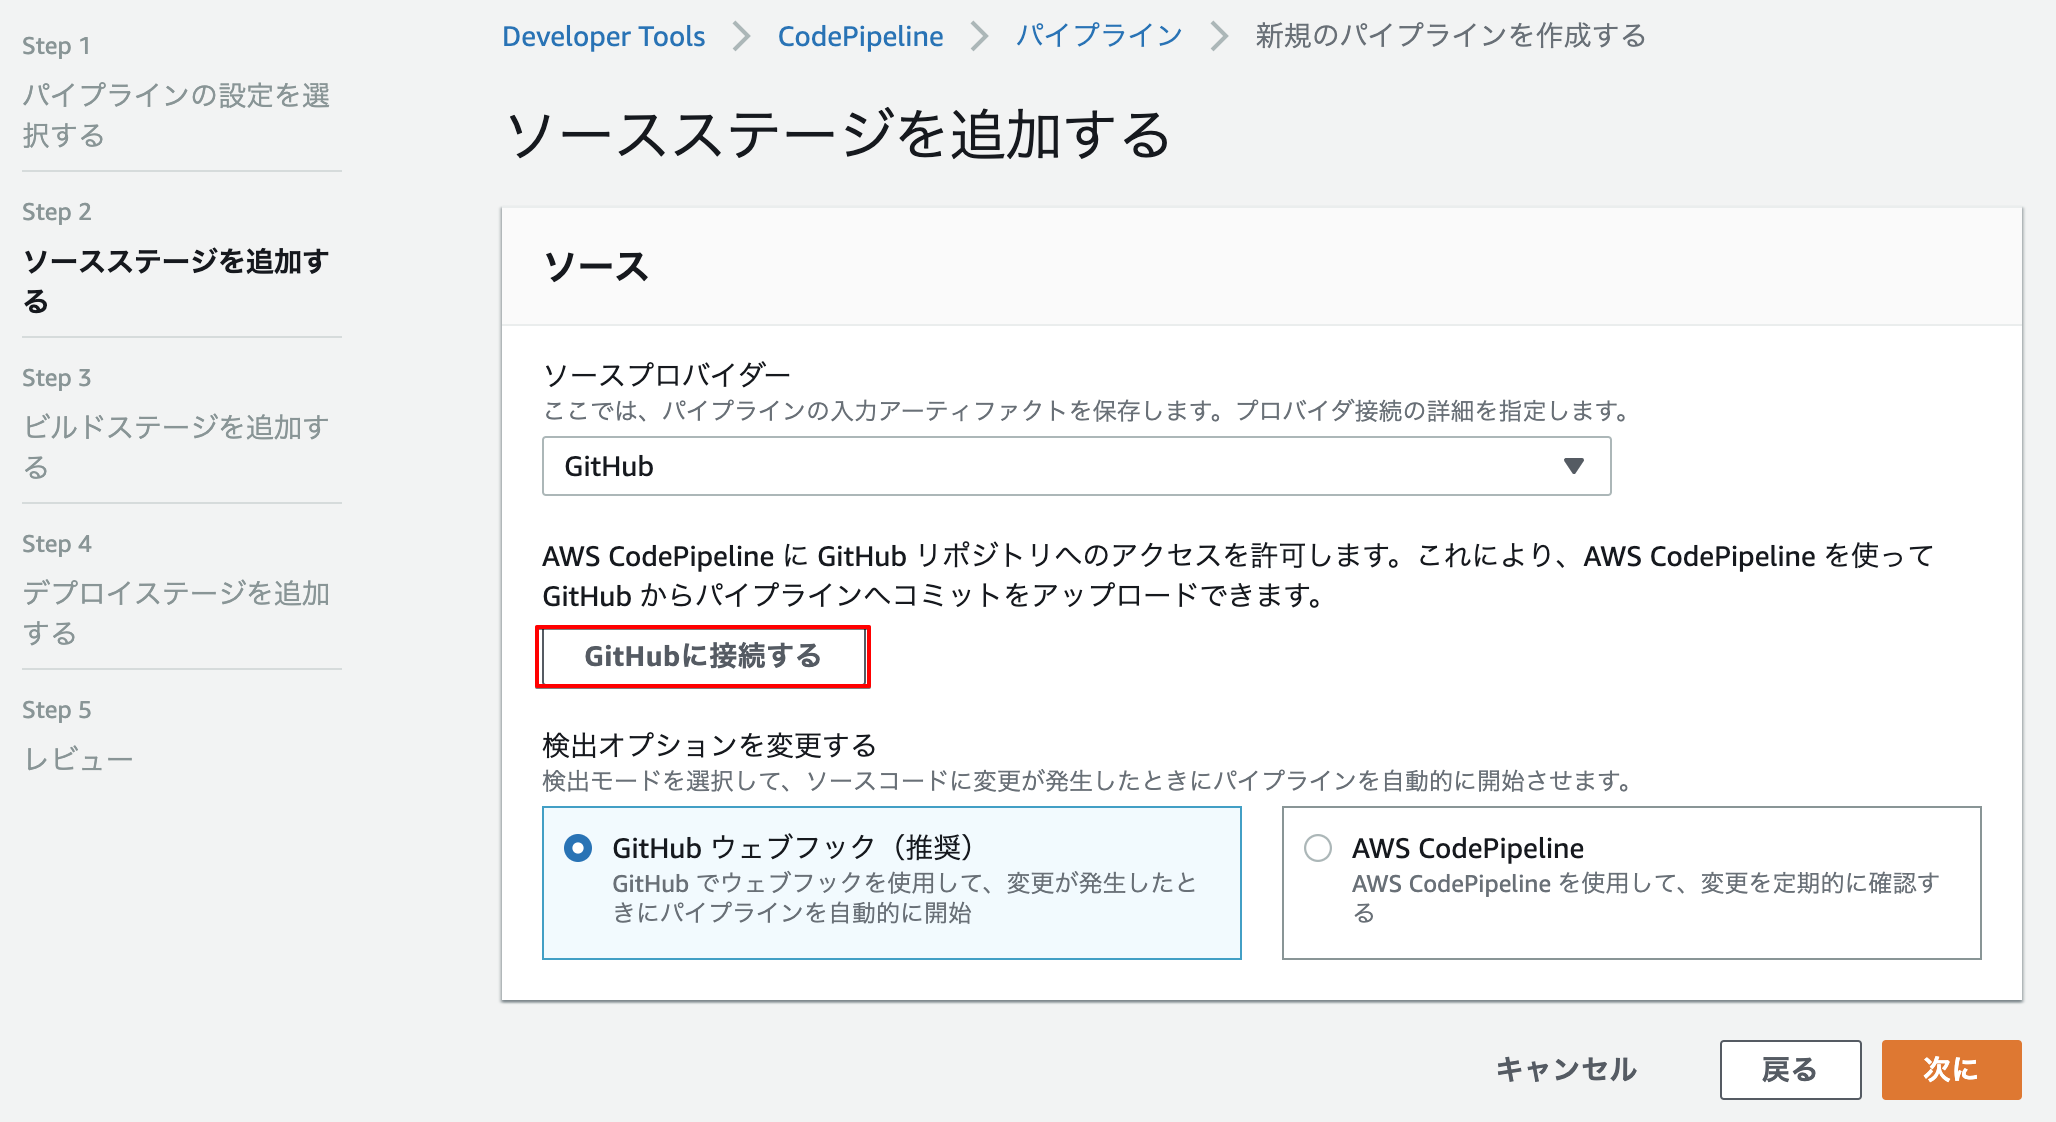 Step 1
パイプラインの設定を選
択する
Step 2
ソースステージを追加す
る
Step 3
ビルドステージを追加す
る
Step 4
デプロイステージを追加
する
Step 5
レビュー
Developer Tools
CodePipeline
パイプライン
新規のパイプラインを作成する
ソースステージを追加する
ソース
ソースプロバイダー
ここでは、パイプラインの入力アーティファクトを保存します。プロバイダ接続の詳細を指定します。
GitHub
AWS CodePipeline に GitHub リポジトリへのアクセスを許可します。これにより、AWS CodePipeline を使って
GitHub からパイプラインへコミットをアップロードできます。
GitHubに接続する
検出オプションを変更する
検出モードを選択して、ソースコードに変更が発生したときにパイプラインを自動的に開始させます。
GitHub ウェブフック（推奨）
GitHub でウェブフックを使用して、変更が発生したと
きにパイプラインを自動的に開始
AWS CodePipeline
AWS CodePipeline を使用して、変更を定期的に確認す
る
キャンセル
戻る
次に